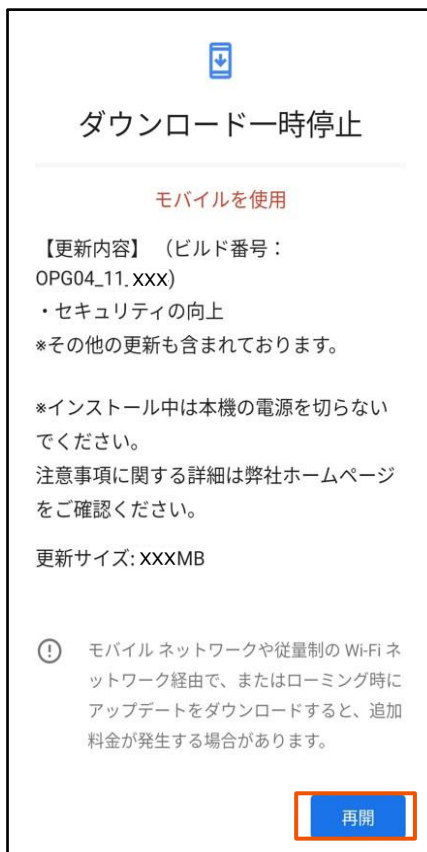 ダウンロード一時停止
モバイルを使用
【更新内容】（ビルド番号：
OPG04_11.XXX)
・セキュリティの向上
※その他の更新も含まれております。
※インストール中は本機の電源を切らない
でください。
注意事項に関する詳細は弊社ホームページ
をご確認ください。
更新サイズ: XXXMB
モバイル ネットワークや従量制の Wi-Fi ネ
ットワーク経由で、またはローミング時に
アップデートをダウンロードすると、追加
料金が発生する場合があります。
再開